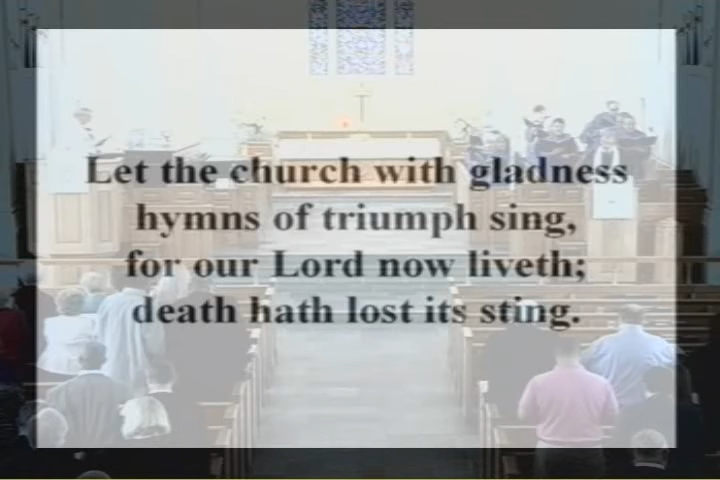 Let the church with gladness
hymns of triumph sing,
for our Lord now liveth;
death hath lost its sting.